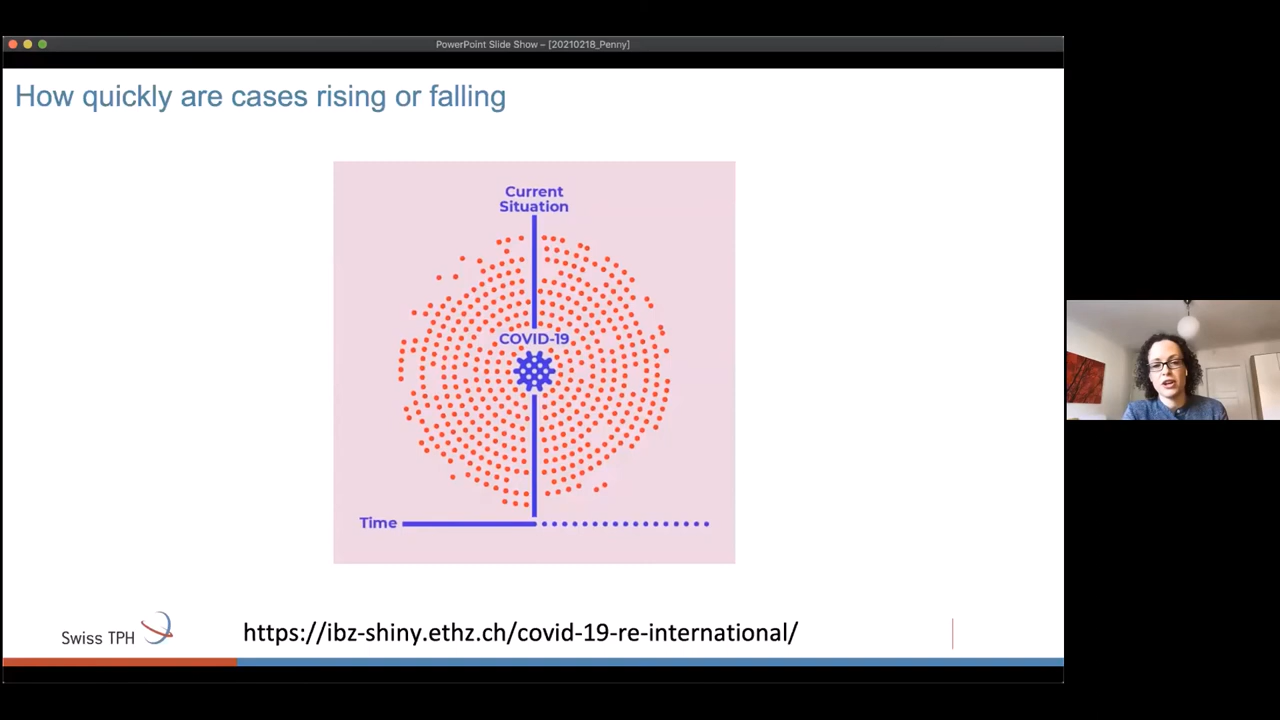 PowerPoint Slide Show – [20210218_Penny]
How quickly are cases rising or falling
Current
Situation
COVID-19
Time
Swiss TPH
https://ibz-shiny.ethz.ch/covid-19-re-international/